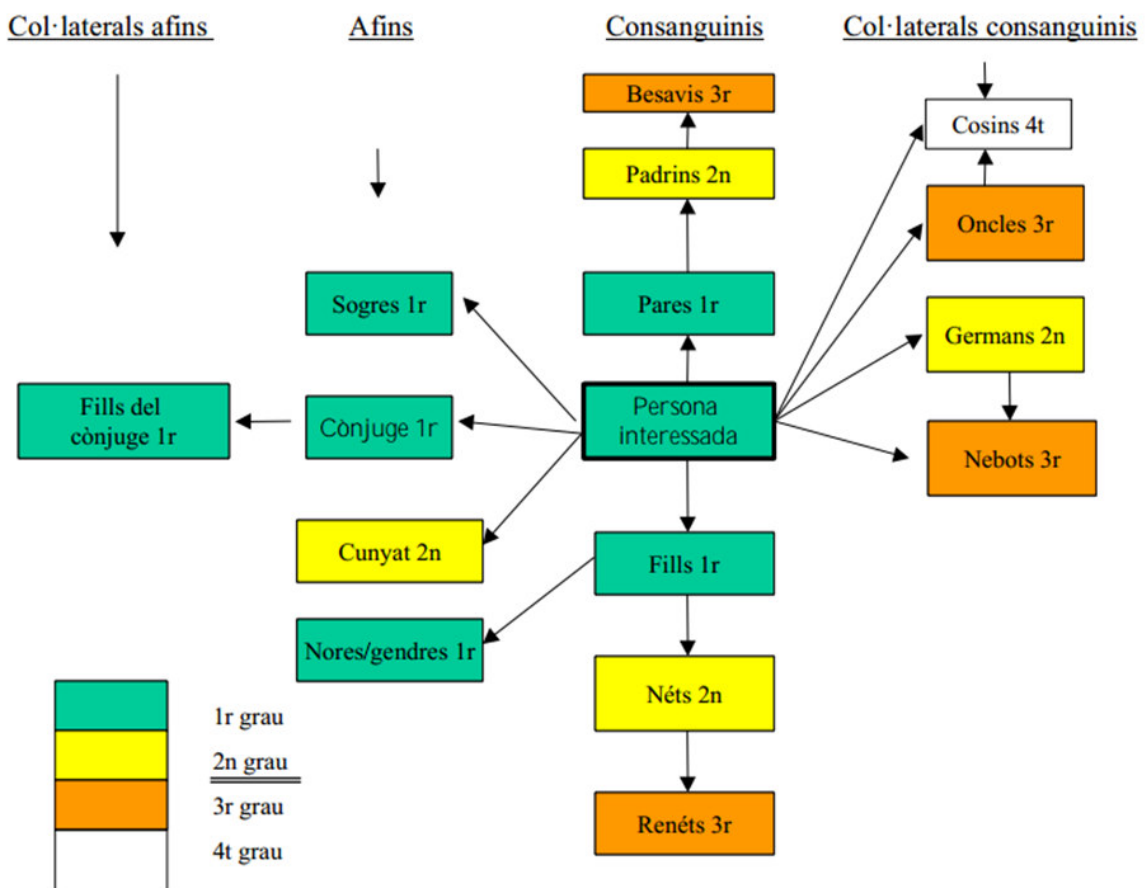 Col·laterals afins
Afins
Consanguinis
Col·laterals consanguinis
Besavis 3r
Cosins 4t
Padrins 2n
Oncles 3r
Sogres 1r
Pares 1r
Germans 2n
Fills del
cònjuge 1r
Cònjuge 1r
Persona
interessada
Nebots 3r
Cunyat 2n
Fills 1r
Nores/gendres 1r
Néts 2n
1r grau
2n grau
3r grau
4t grau
Renéts 3r